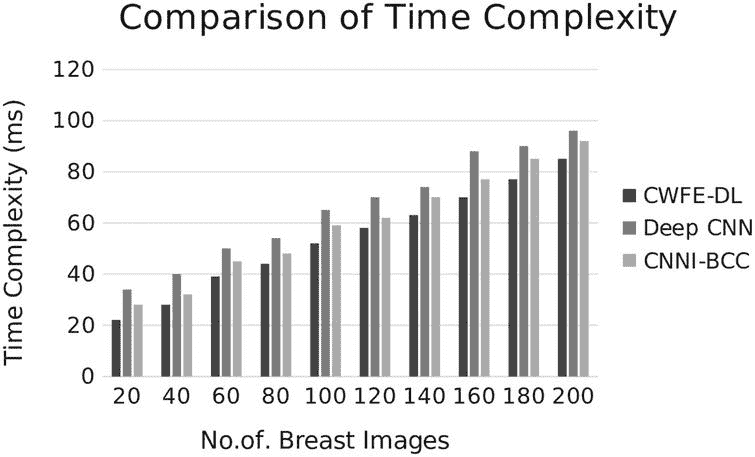 Comparison of Time Complexity
120
100
80
60
40
20
0
Time Complexity (ms)
20 40 60 80 100 120 140 160 180 200
No.of. Breast Images
CWFE-DL
Deep CNN
CNNI-BCC